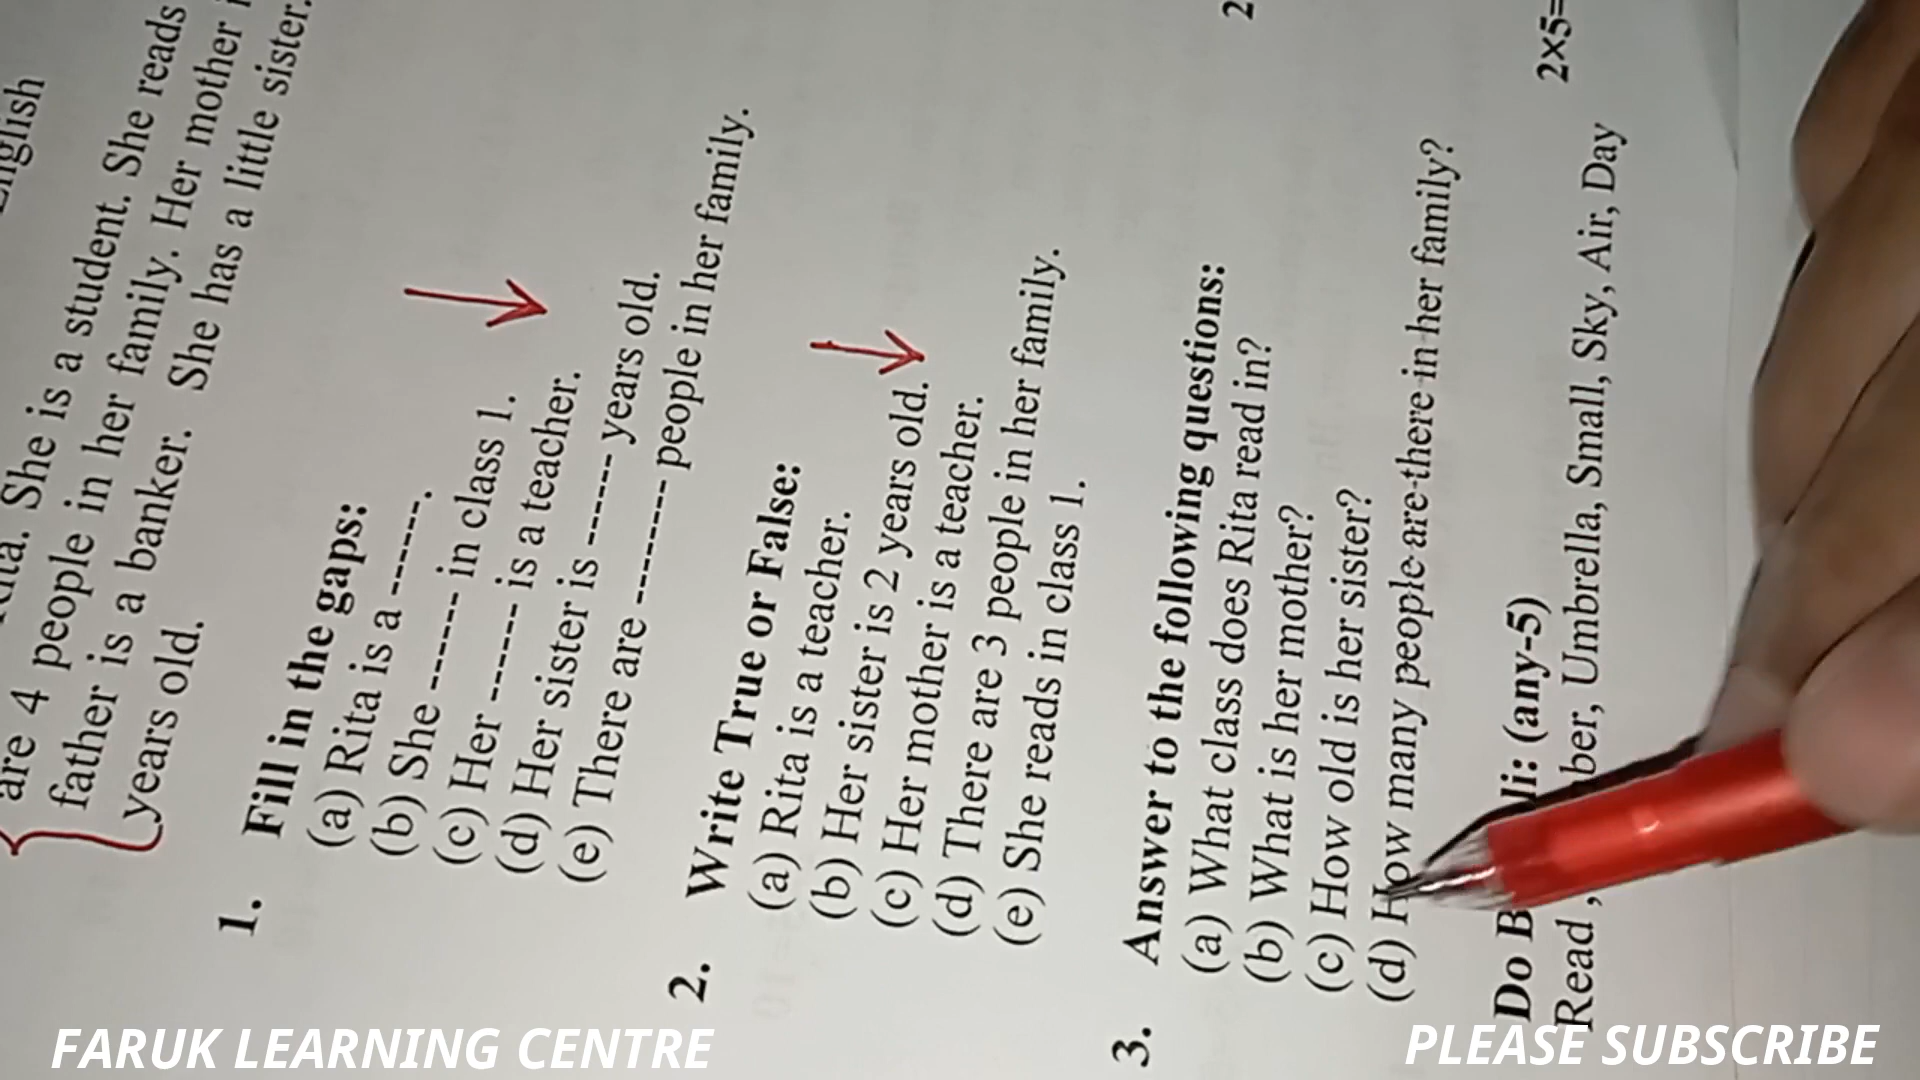 English
She is a student. She reads
are 4 people in her family. Her mother
father is a banker. She has a little sister.
years old.
1. Fill in the gaps:
(a) Rita is a -------.
(b) She ------- in class 1.
(c) Her ------- is a teacher.
(d) Her sister is ------- years old.
(e) There are --------- people in her family.
2. Write True or False:
(a) Rita is a teacher.
(b) Her sister is 2 years old.
(c) Her mother is a teacher.
(d) There are 3 people in her family.
(e) She reads in class 1.
3. Answer to the following questions: 2
(a) What class does Rita read in?
(b) What is her mother?
(c) How old is her sister?
(d) How many people are there in her family?
Do B li: (any-5) 2×5=
Read, ber, Umbrella, Small, Sky, Air, Day
FARUK LEARNING CENTRE
PLEASE SUBSCRIBE